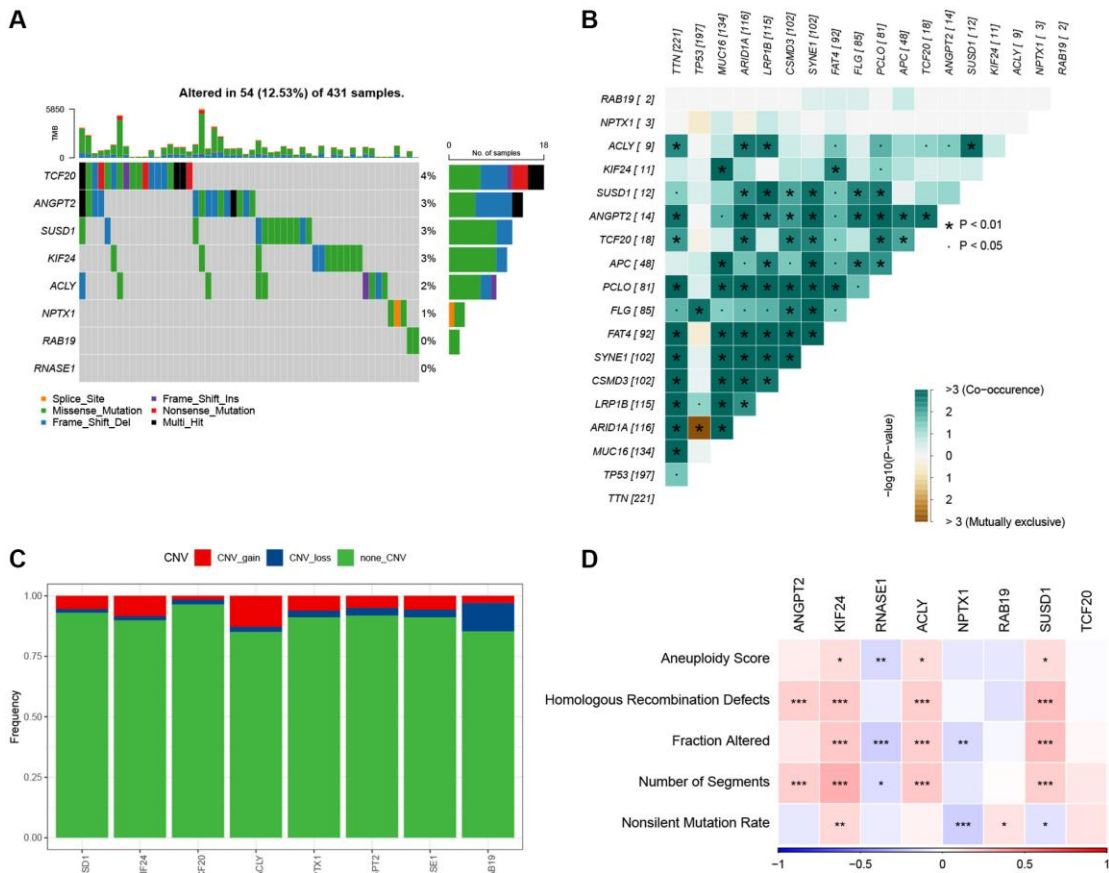 A
Altered in 54 (12.53%) of 431 samples.
5850
TMB
0
No. of samples
0 18
TCF20 4%
ANGPT2 3%
SUSD1 3%
KIF24 3%
ACLY 2%
NPTX1 1%
RAB19 0%
RNASE1 0%
Splice_Site Frame_Shift_Ins
Missense_Mutation Nonsense_Mutation
Frame_Shift_Del Multi_Hit
B
TTN [221]
TP53 [197]
MUC16 [134]
ARID1A [116]
LRP1B [115]
CSMD3 [102]
SYNE1 [102]
FAT4 [ 92]
FLG [ 85]
PCLO [ 81]
APC [ 48]
TCF20 [ 18]
ANGPT2 [ 14]
SUSD1 [ 12]
KIF24 [ 11]
ACLY [ 9]
NPTX1 [ 3]
RAB19 [ 2]
RAB19 [ 2]
NPTX1 [ 3]
ACLY [ 9]
KIF24 [ 11]
SUSD1 [ 12]
ANGPT2 [ 14]
TCF20 [ 18]
APC [ 48]
PCLO [ 81]
FLG [ 85]
FAT4 [ 92]
SYNE1 [102]
CSMD3 [102]
LRP1B [115]
ARID1A [116]
MUC16 [134]
TP53 [197]
TTN [221]
* P < 0.01
· P < 0.05
-log10(P-value)
>3 (Co-occurence)
2
1
0
1
2
> 3 (Mutually exclusive)
C
CNV CNV_gain CNV_loss none_CNV
Frequency
1.00
0.75
0.50
0.25
0.00
SD1
F20
ACLY
PTX1
PT2
SE1
AB19
D
ANGPT2
KIF24
RNASE1
ACLY
NPTX1
RAB19
SUSD1
TCF20
Aneuploidy Score * ** * *
Homologous Recombination Defects *** *** *** ***
Fraction Altered *** *** *** ** ***
Number of Segments *** *** * *** ***
Nonsilent Mutation Rate ** *** * *
−1 −0.5 0 0.5 1